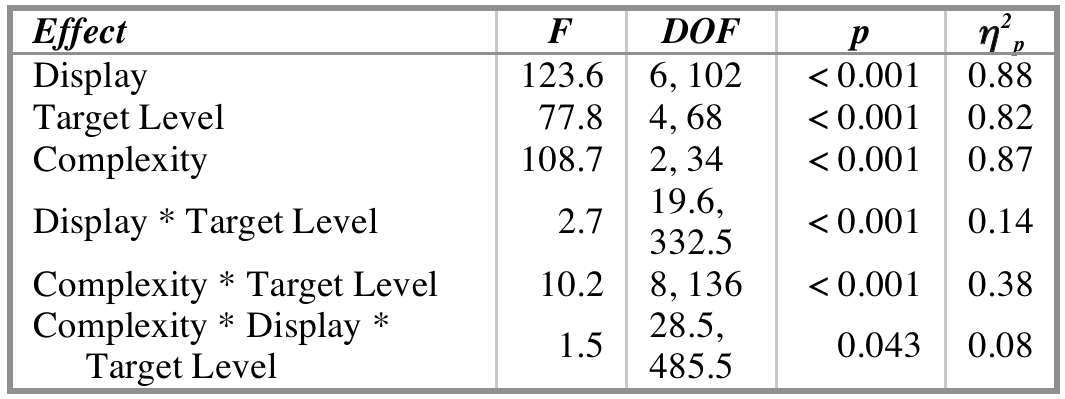 Effect F DOF p η²p
Display 123.6 6, 102 < 0.001 0.88
Target Level 77.8 4, 68 < 0.001 0.82
Complexity 108.7 2, 34 < 0.001 0.87
Display * Target Level 2.7 19.6, 332.5 < 0.001 0.14
Complexity * Target Level 10.2 8, 136 < 0.001 0.38
Complexity * Display *
Target Level 1.5 28.5, 485.5 0.043 0.08